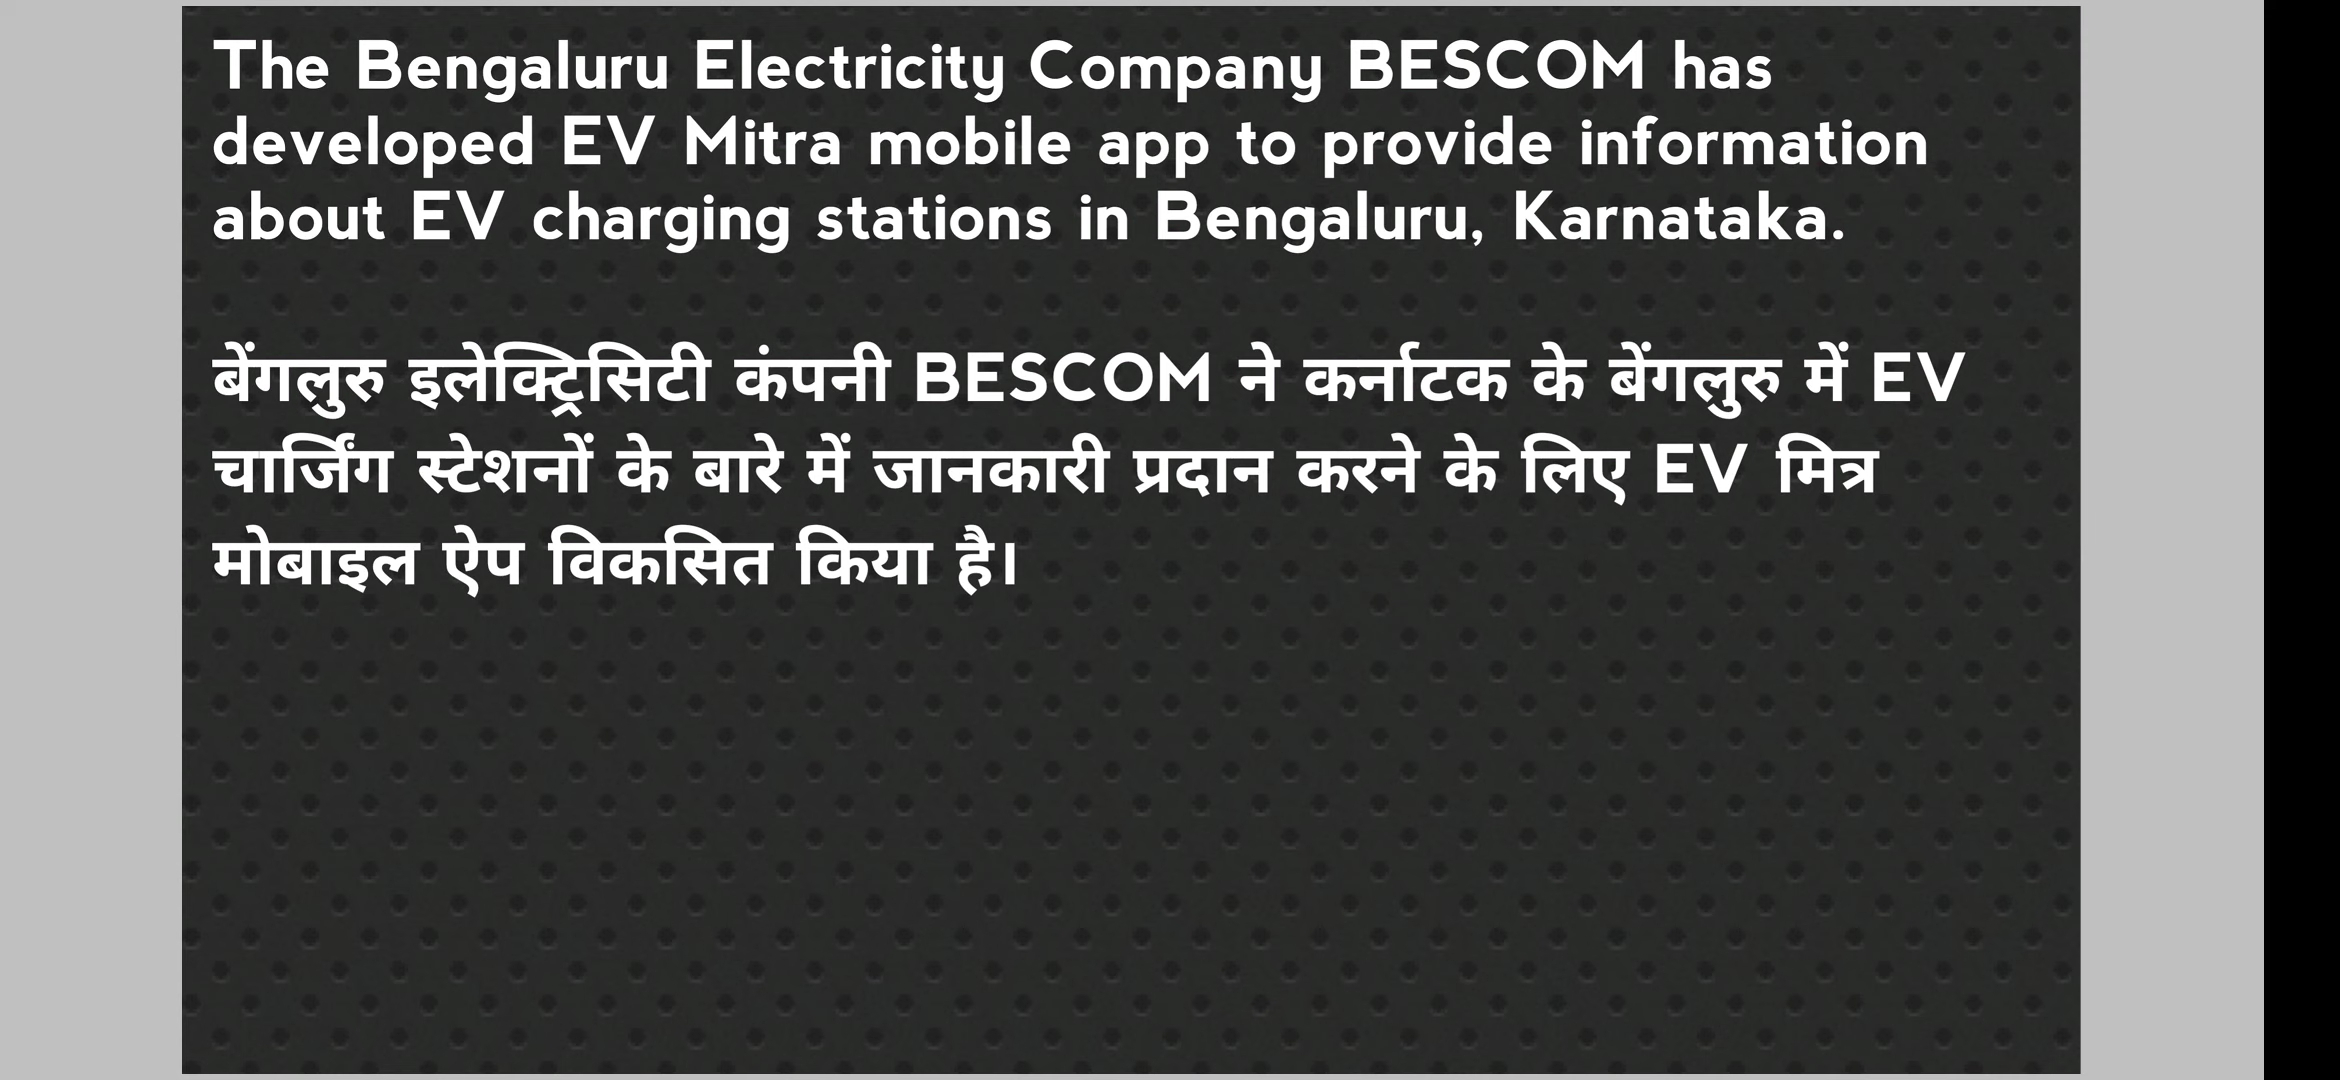 The Bengaluru Electricity Company BESCOM has
developed EV Mitra mobile app to provide information
about EV charging stations in Bengaluru, Karnataka.
बेंगलुरु इलेक्ट्रिसिटी कंपनी BESCOM ने कर्नाटक के बेंगलुरु में EV
चार्जिंग स्टेशनों के बारे में जानकारी प्रदान करने के लिए EV मित्र
मोबाइल ऐप विकसित किया है।